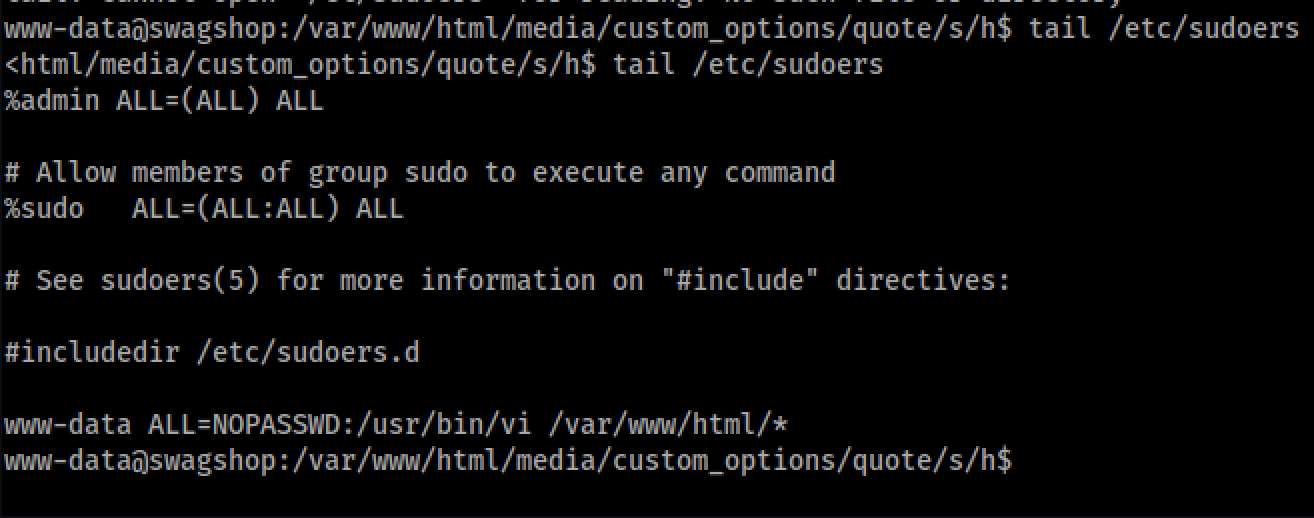 www-data@swagshop:/var/www/html/media/custom_options/quote/s/h$ tail /etc/sudoers
<html/media/custom_options/quote/s/h$ tail /etc/sudoers
%admin ALL=(ALL) ALL
# Allow members of group sudo to execute any command
%sudo   ALL=(ALL:ALL) ALL
# See sudoers(5) for more information on "#include" directives:
#includedir /etc/sudoers.d
www-data ALL=NOPASSWD:/usr/bin/vi /var/www/html/*
www-data@swagshop:/var/www/html/media/custom_options/quote/s/h$